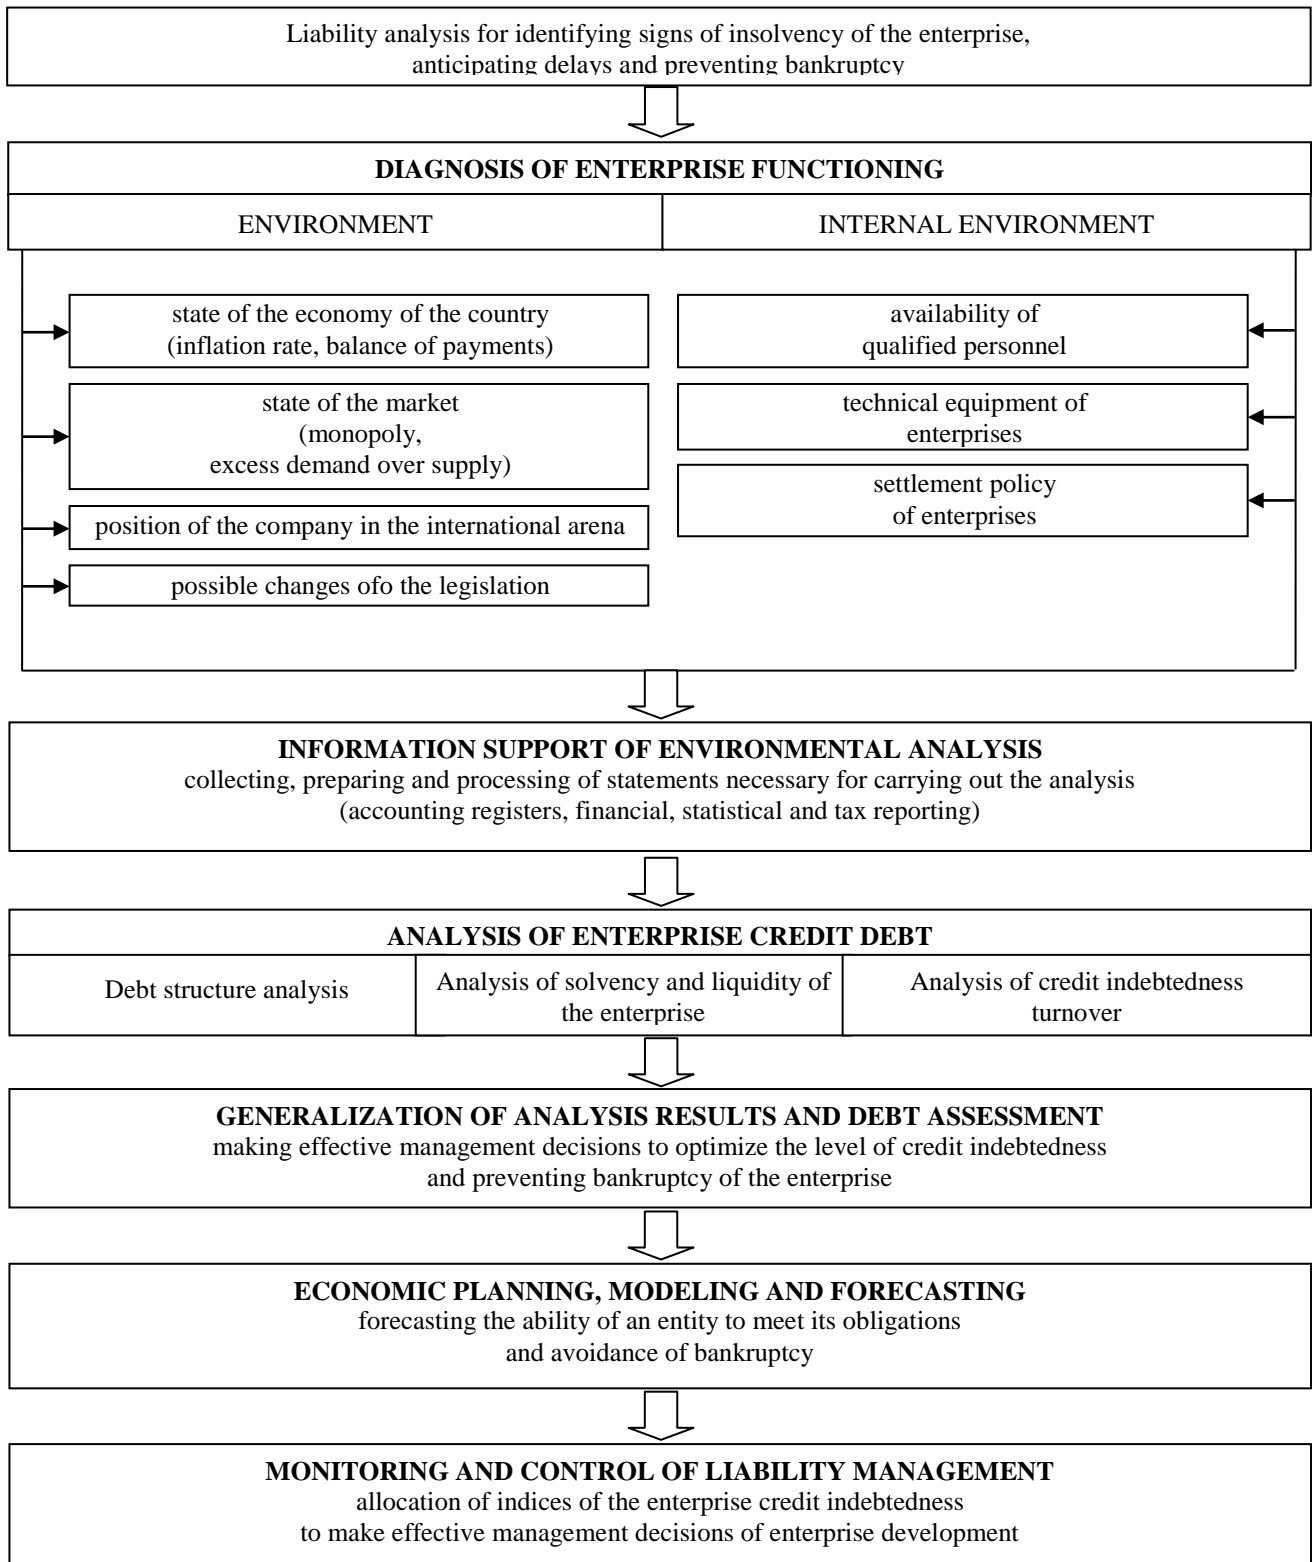 Liability analysis for identifying signs of insolvency of the enterprise,
anticipating delays and preventing bankruptcy
DIAGNOSIS OF ENTERPRISE FUNCTIONING
ENVIRONMENT
INTERNAL ENVIRONMENT
state of the economy of the country
(inflation rate, balance of payments)
state of the market
(monopoly,
excess demand over supply)
position of the company in the international arena
possible changes ofo the legislation
availability of
qualified personnel
technical equipment of
enterprises
settlement policy
of enterprises
INFORMATION SUPPORT OF ENVIRONMENTAL ANALYSIS
collecting, preparing and processing of statements necessary for carrying out the analysis
(accounting registers, financial, statistical and tax reporting)
ANALYSIS OF ENTERPRISE CREDIT DEBT
Debt structure analysis
Analysis of solvency and liquidity of
the enterprise
Analysis of credit indebtedness
turnover
GENERALIZATION OF ANALYSIS RESULTS AND DEBT ASSESSMENT
making effective management decisions to optimize the level of credit indebtedness
and preventing bankruptcy of the enterprise
ECONOMIC PLANNING, MODELING AND FORECASTING
forecasting the ability of an entity to meet its obligations
and avoidance of bankruptcy
MONITORING AND CONTROL OF LIABILITY MANAGEMENT
allocation of indices of the enterprise credit indebtedness
to make effective management decisions of enterprise development